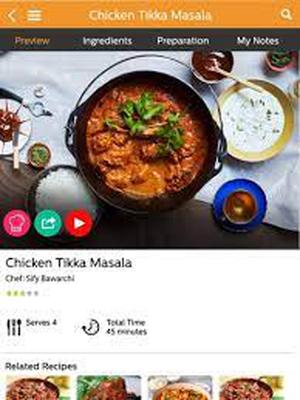 Chicken Tikka Masala
Preview Ingredients Preparation My Notes
Chicken Tikka Masala
Chef: Sify Bawarchi
Serves 4
Total Time
45 minutes
Related Recipes